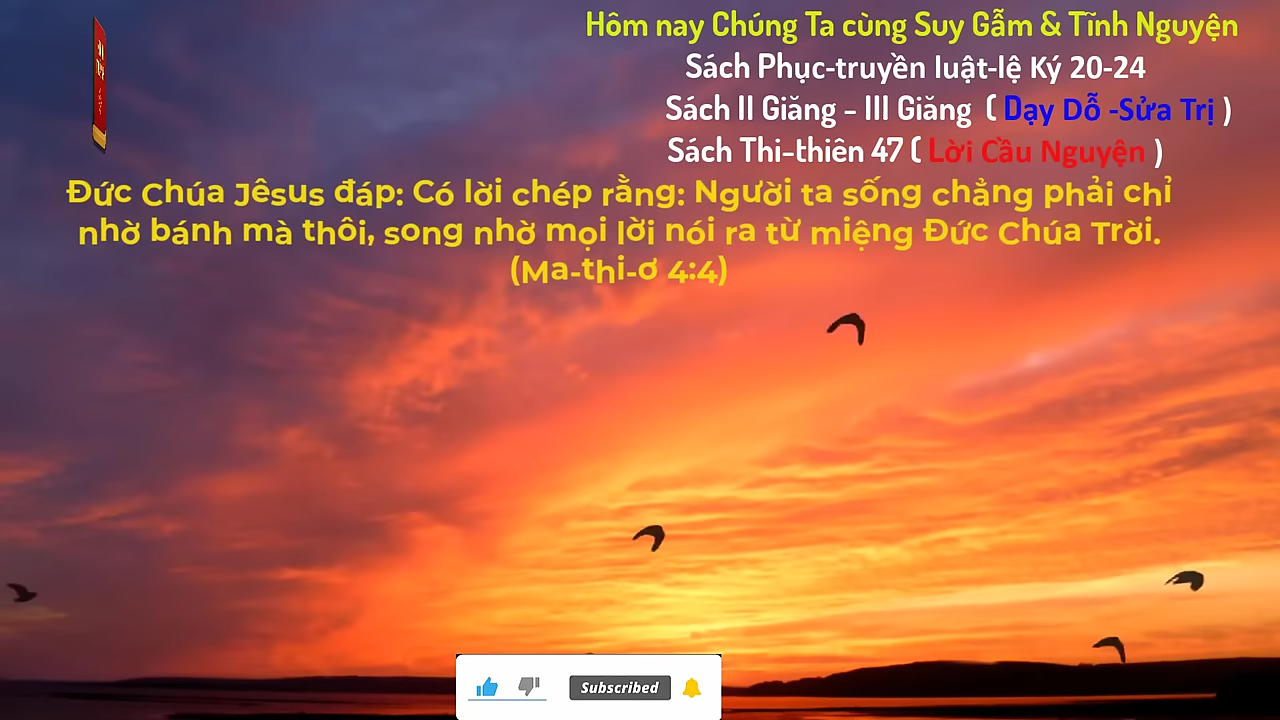 Hôm nay Chúng Ta cùng Suy Gẫm & Tĩnh Nguyện
Sách Phục-truyền luật-lệ Ký 20-24
Sách II Giăng - III Giăng ( Dạy Dỗ -Sửa Trị )
Sách Thi-thiên 47 ( Lời Cầu Nguyện )
Đức Chúa Jêsus đáp: Có lời chép rằng: Người ta sống chẳng phải chỉ
nhờ bánh mà thôi, song nhờ mọi lời nói ra từ miệng Đức Chúa Trời.
(Ma-thi-ơ 4:4)
Subscribed